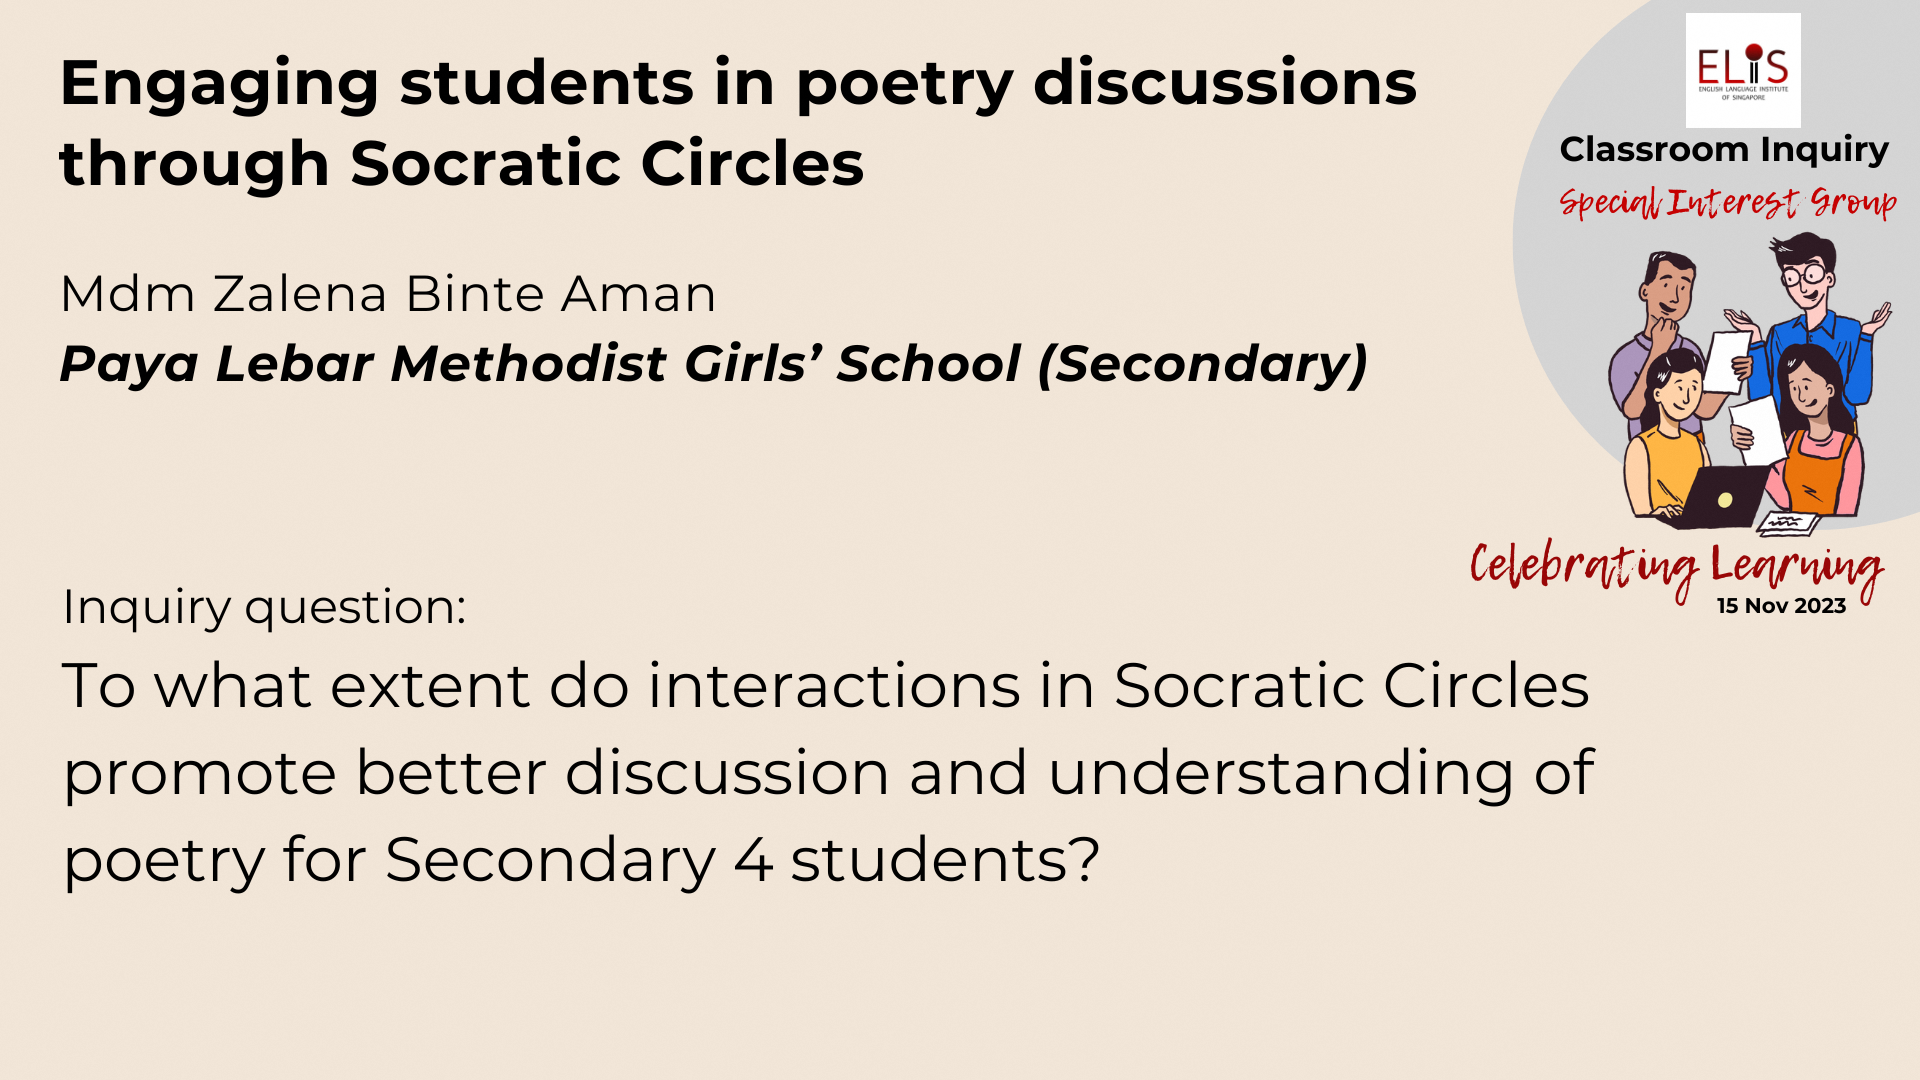 Engaging students in poetry discussions
through Socratic Circles
Mdm Zalena Binte Aman
Paya Lebar Methodist Girls’ School (Secondary)
Inquiry question:
To what extent do interactions in Socratic Circles
promote better discussion and understanding of
poetry for Secondary 4 students?
ELiS
ENGLISH LANGUAGE INSTITUTE
OF SINGAPORE
Classroom Inquiry
Special Interest Group
Celebrating Learning
15 Nov 2023